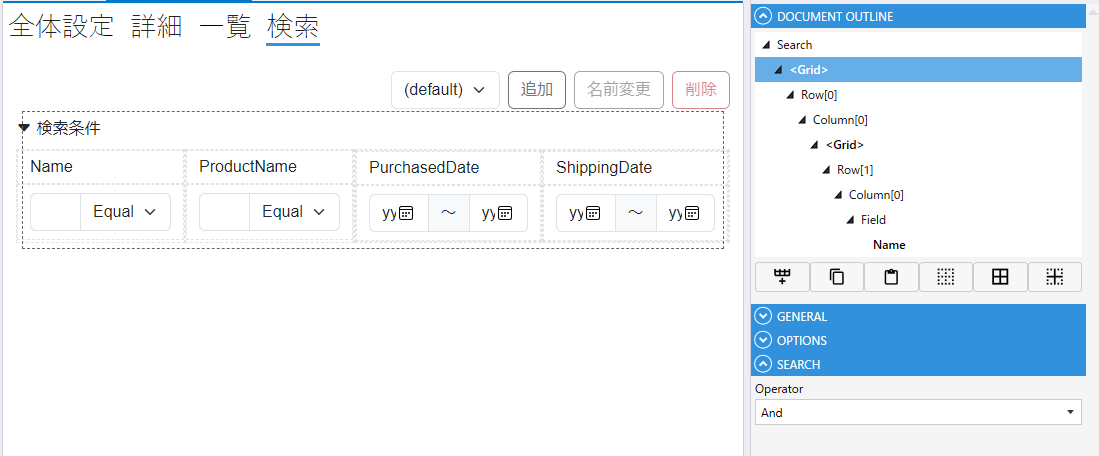 全体設定 詳細 一覧 検索
(default) 追加 名前変更 削除
検索条件
Name ProductName PurchasedDate ShippingDate
Equal Equal yy ～ yy yy ～ yy
DOCUMENT OUTLINE
Search
<Grid>
Row[0]
Column[0]
<Grid>
Row[1]
Column[0]
Field
Name
GENERAL
OPTIONS
SEARCH
Operator
And